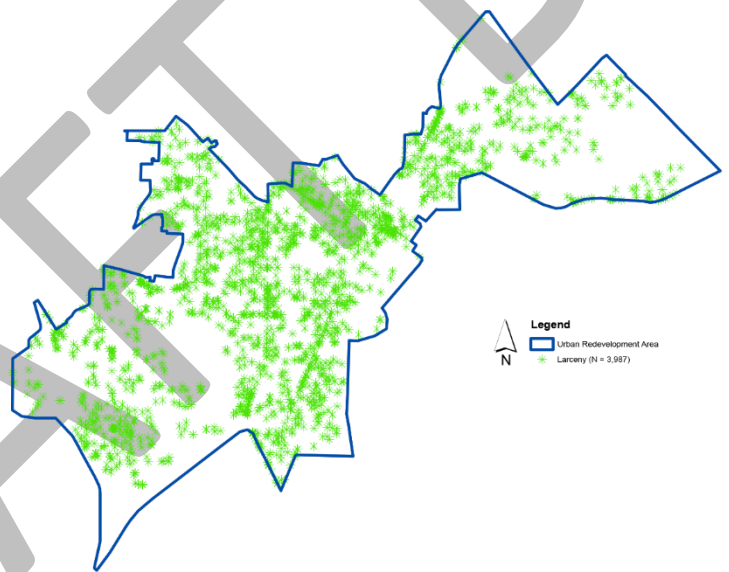 Legend
Urban Redevelopment Area
Larceny (N = 3,987)
N